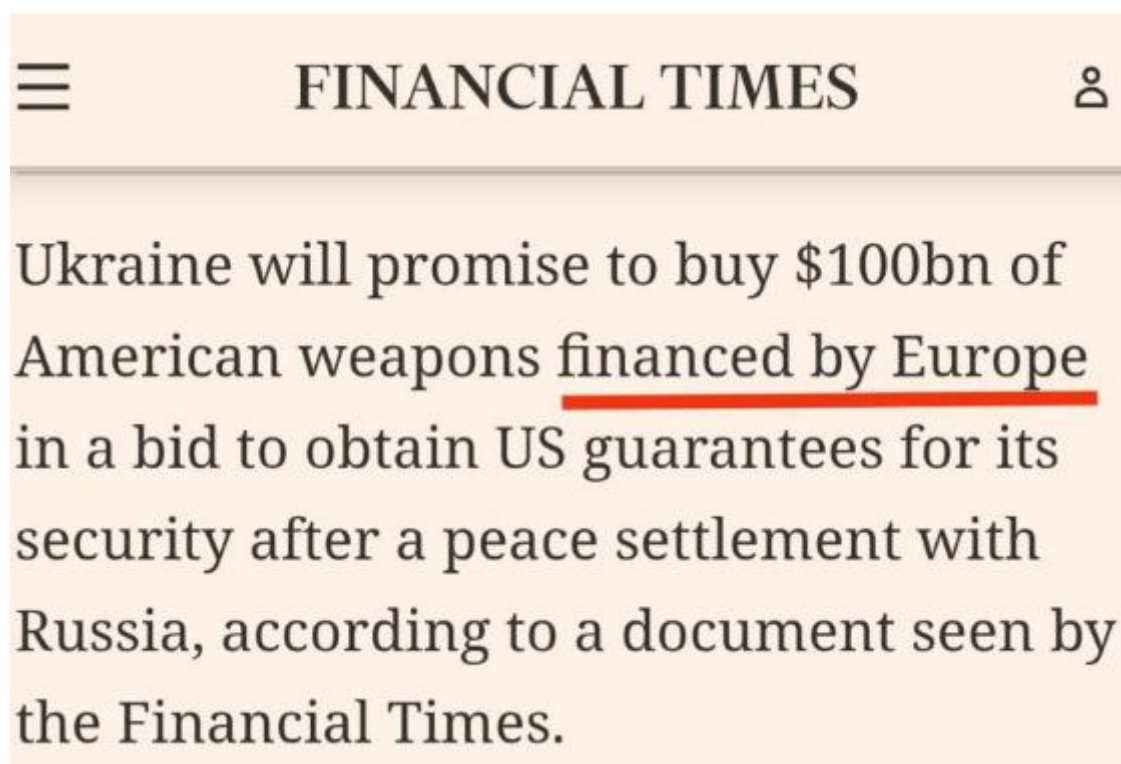 FINANCIAL TIMES
Ukraine will promise to buy $100bn of
American weapons financed by Europe
in a bid to obtain US guarantees for its
security after a peace settlement with
Russia, according to a document seen by
the Financial Times.